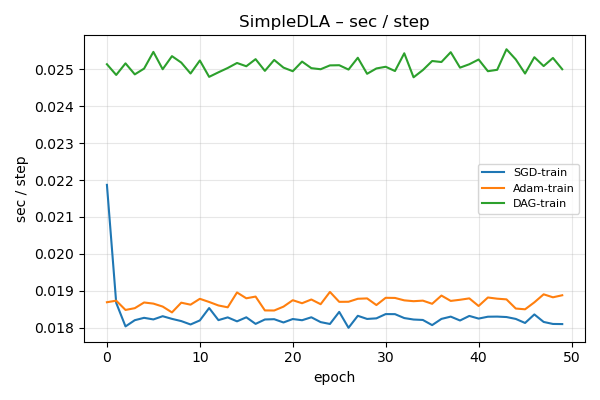 SimpleDLA – sec / step
sec / step
0.025
0.024
0.023
0.022
0.021
0.020
0.019
0.018
SGD-train
Adam-train
DAG-train
0 10 20 30 40 50
epoch